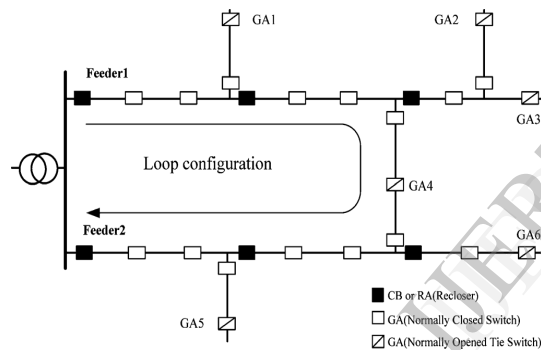 GA1
GA2
Feeder1
GA3
Loop configuration
GA4
Feeder2
GA6
GA5
CB or RA(Recloser)
GA(Normally Closed Switch)
GA(Normally Opened Tie Switch)
IJER